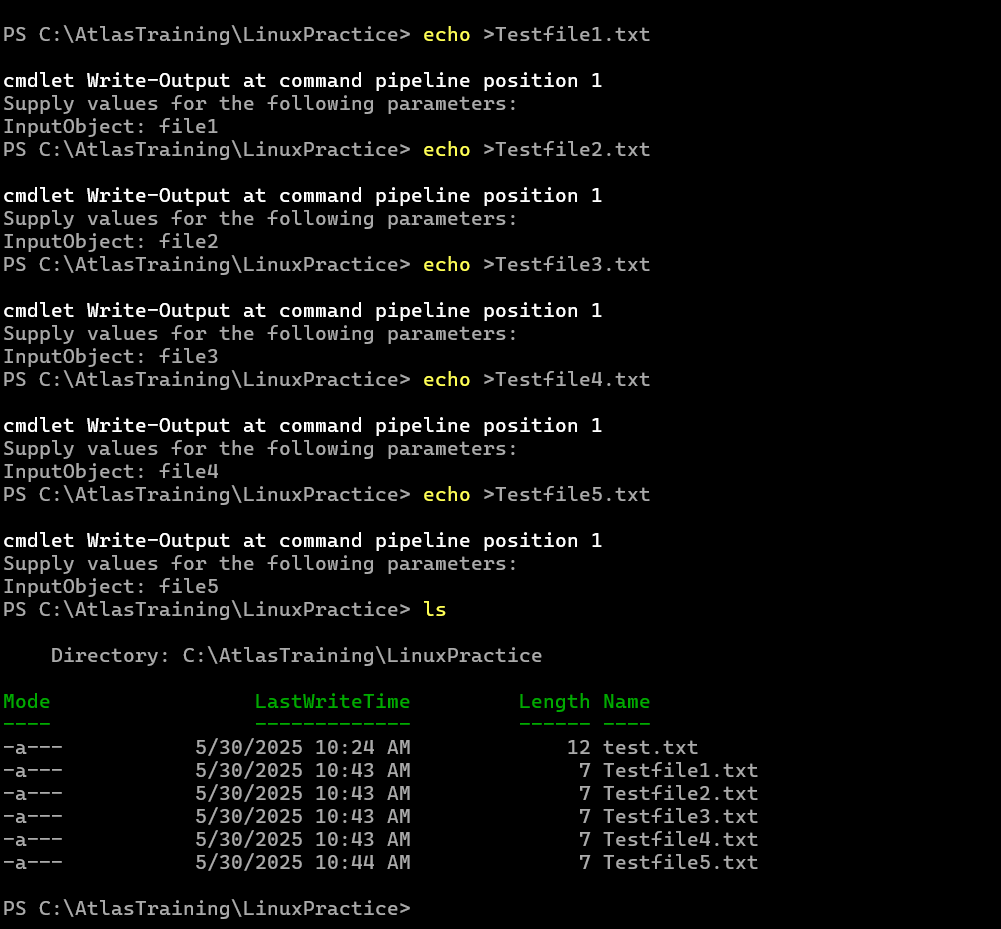 PS C:\AtlasTraining\LinuxPractice> echo >Testfile1.txt

cmdlet Write-Output at command pipeline position 1
Supply values for the following parameters:
InputObject: file1
PS C:\AtlasTraining\LinuxPractice> echo >Testfile2.txt

cmdlet Write-Output at command pipeline position 1
Supply values for the following parameters:
InputObject: file2
PS C:\AtlasTraining\LinuxPractice> echo >Testfile3.txt

cmdlet Write-Output at command pipeline position 1
Supply values for the following parameters:
InputObject: file3
PS C:\AtlasTraining\LinuxPractice> echo >Testfile4.txt

cmdlet Write-Output at command pipeline position 1
Supply values for the following parameters:
InputObject: file4
PS C:\AtlasTraining\LinuxPractice> echo >Testfile5.txt

cmdlet Write-Output at command pipeline position 1
Supply values for the following parameters:
InputObject: file5
PS C:\AtlasTraining\LinuxPractice> ls

    Directory: C:\AtlasTraining\LinuxPractice

Mode                 LastWriteTime         Length Name
----                 -------------         ------ ----
-a---           5/30/2025 10:24 AM             12 test.txt
-a---           5/30/2025 10:43 AM              7 Testfile1.txt
-a---           5/30/2025 10:43 AM              7 Testfile2.txt
-a---           5/30/2025 10:43 AM              7 Testfile3.txt
-a---           5/30/2025 10:43 AM              7 Testfile4.txt
-a---           5/30/2025 10:44 AM              7 Testfile5.txt

PS C:\AtlasTraining\LinuxPractice>